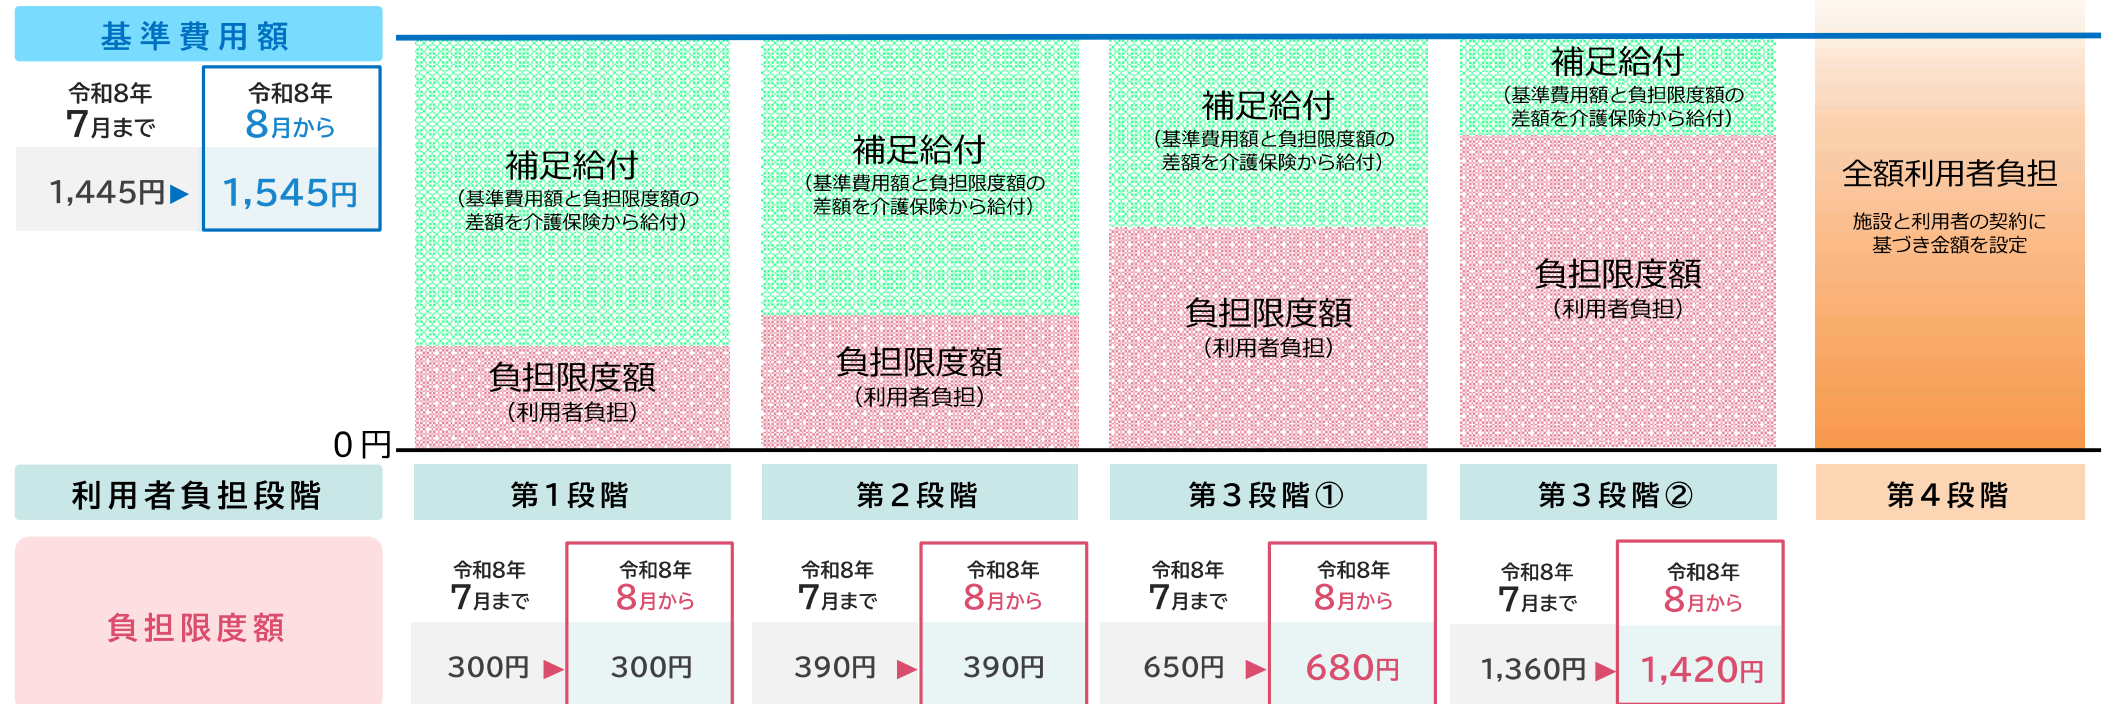 基準費用額
令和8年
7月まで
令和8年
8月から
1,445円▶
1,545円
補足給付
（基準費用額と負担限度額の
差額を介護保険から給付）
負担限度額
（利用者負担）
補足給付
（基準費用額と負担限度額の
差額を介護保険から給付）
負担限度額
（利用者負担）
補足給付
（基準費用額と負担限度額の
差額を介護保険から給付）
負担限度額
（利用者負担）
補足給付
（基準費用額と負担限度額の
差額を介護保険から給付）
負担限度額
（利用者負担）
全額利用者負担
施設と利用者の契約に
基づき金額を設定
0円
利用者負担段階
第1段階
第2段階
第3段階①
第3段階②
第4段階
負担限度額
令和8年
7月まで
300円▶
令和8年
8月から
300円
令和8年
7月まで
390円▶
令和8年
8月から
390円
令和8年
7月まで
650円▶
令和8年
8月から
680円
令和8年
7月まで
1,360円▶
令和8年
8月から
1,420円